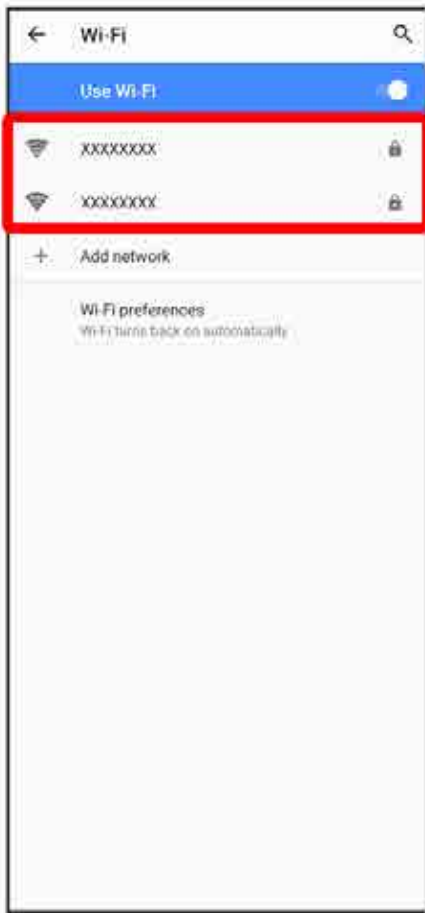 Wi-Fi
Use Wi-Fi
XXXXXXXX
XXXXXXXX
Add network
Wi-Fi preferences
Wi-Fi turns back on automatically